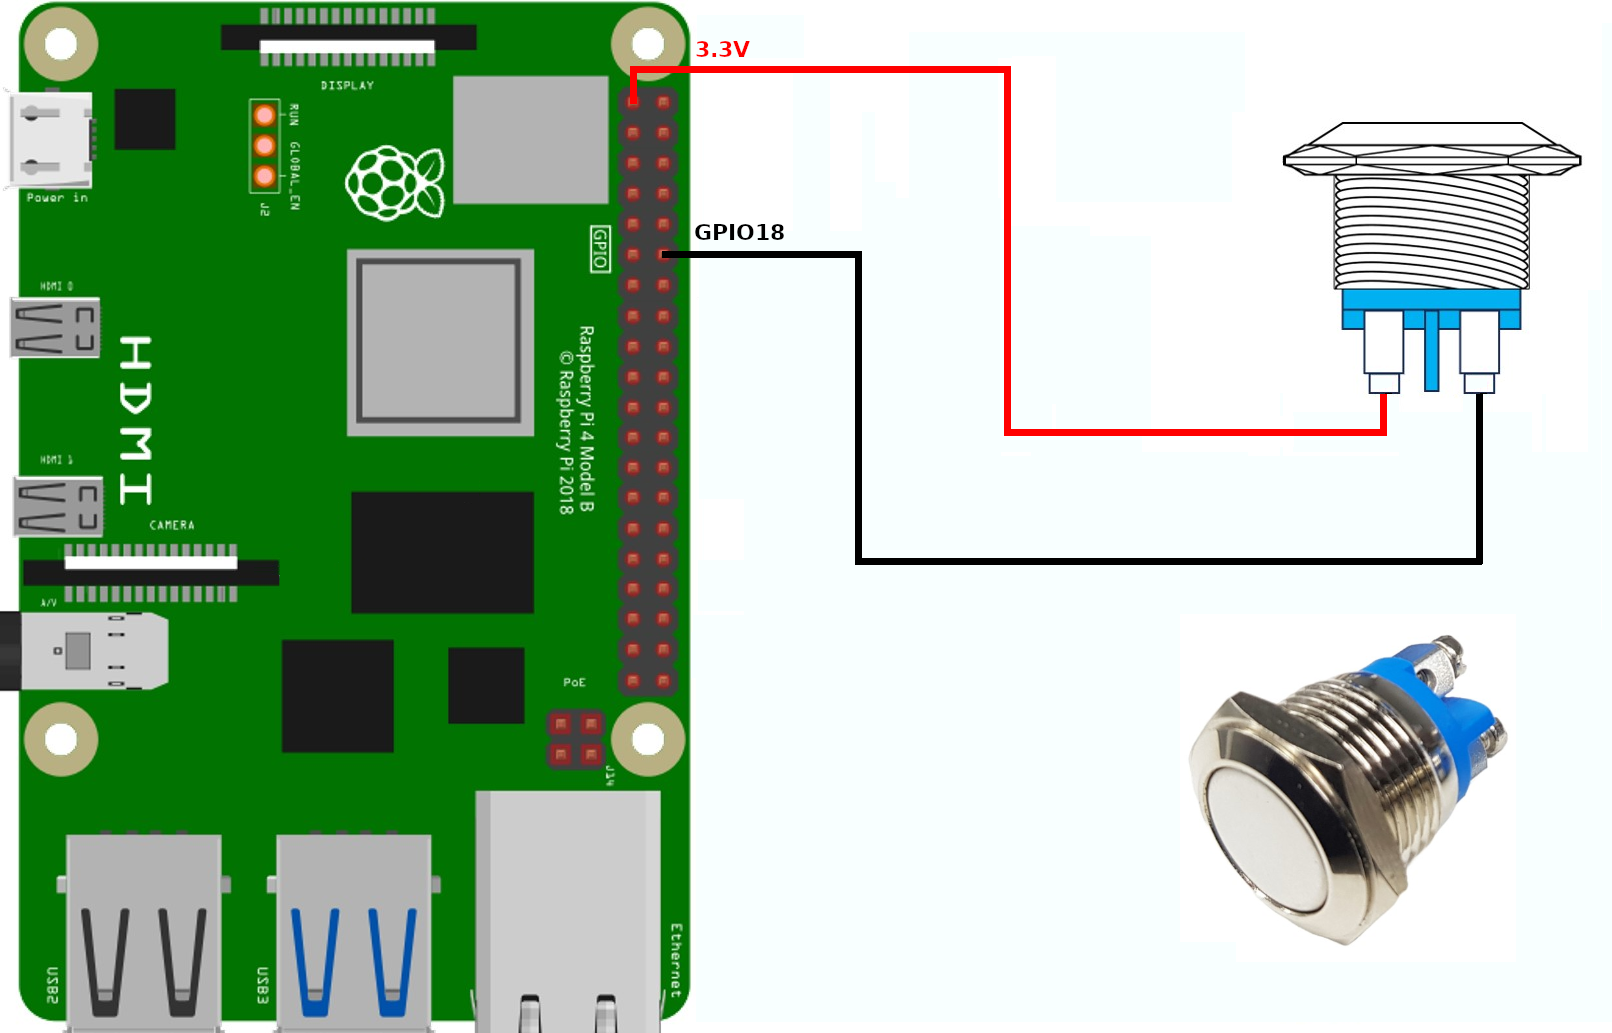 3.3V
DISPLAY
RUN
GLOBAL_EN
J2
Power in
GPIO18
GPIO
HDMI 0
HDMI
Raspberry Pi 4 Model B
© Raspberry Pi 2018
HDMI 1
CAMERA
A/V
PoE
J14
USB2
USB3
Ethernet